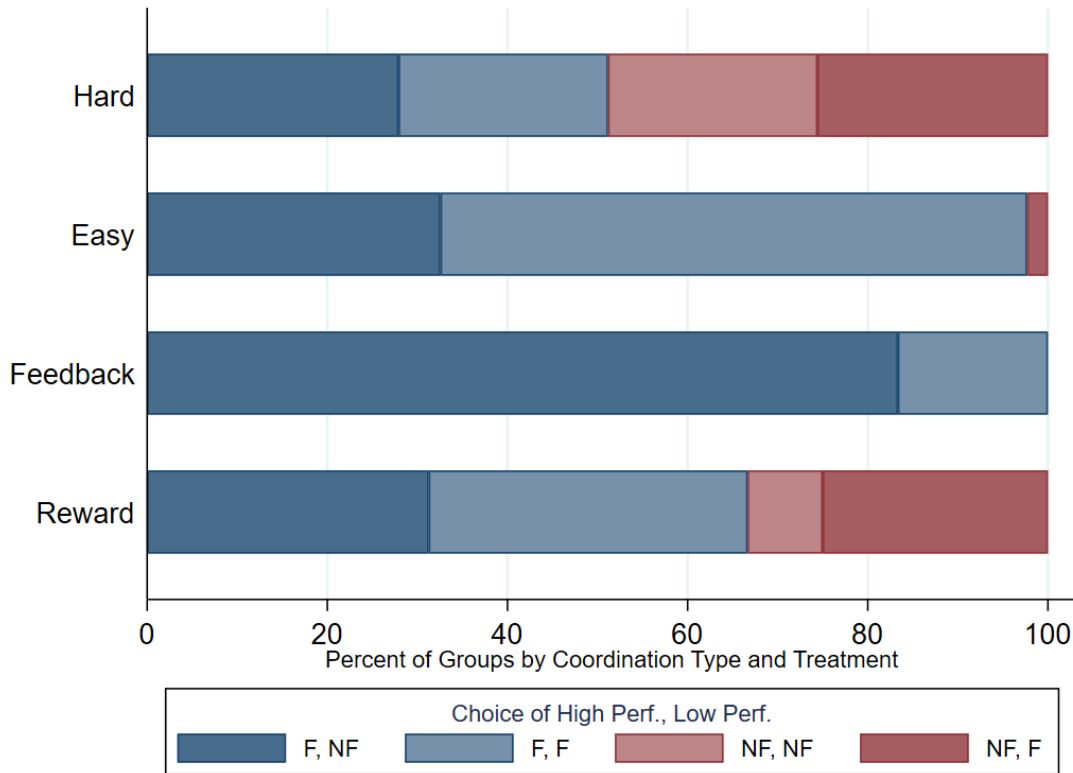 Hard
Easy
Feedback
Reward
0 20 40 60 80 100
Percent of Groups by Coordination Type and Treatment
Choice of High Perf., Low Perf.
F, NF F, F NF, NF NF, F